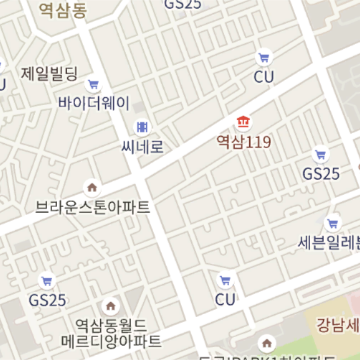 역삼동
GS25
제일빌딩
CU
U
바이더웨이
씨네로
역삼119
GS25
브라운스톤아파트
세븐일레븐
GS25
CU
역삼동월드
메르디앙아파트
강남세